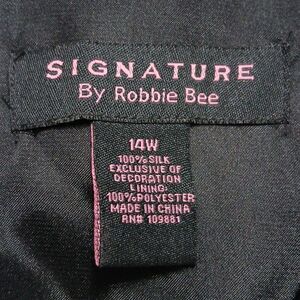 SIGNATURE
By Robbie Bee
14W
100% SILK
EXCLUSIVE OF
DECORATION
LINING:
100% POLYESTER
MADE IN CHINA
RN# 109881